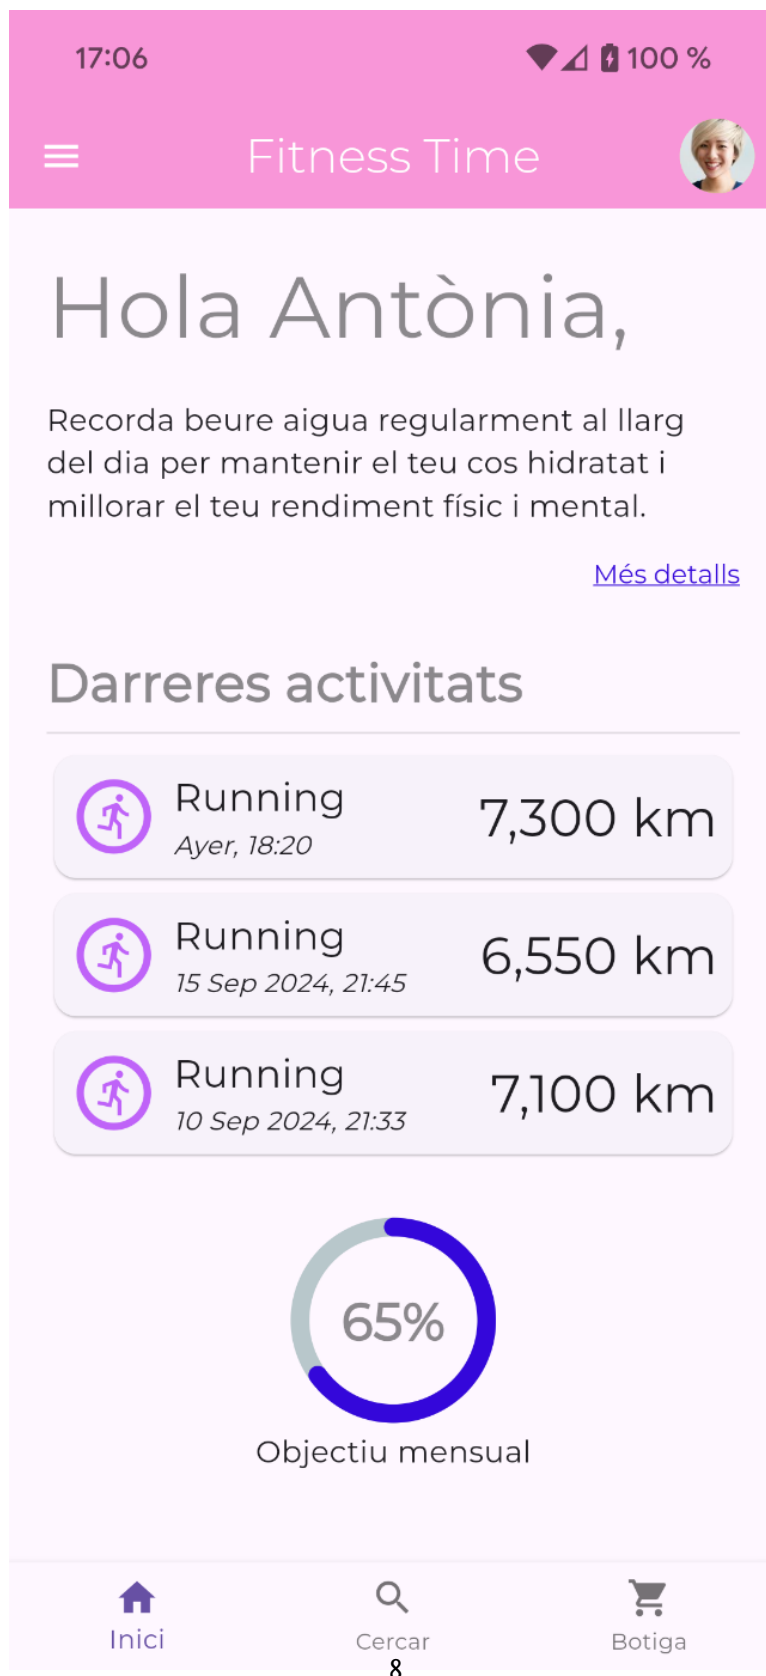 17:06 100 %
Fitness Time
Hola Antònia,
Recorda beure aigua regularment al llarg
del dia per mantenir el teu cos hidratat i
millorar el teu rendiment físic i mental.
Més detalls
Darreres activitats
Running
Ayer, 18:20
7,300 km
Running
15 Sep 2024, 21:45
6,550 km
Running
10 Sep 2024, 21:33
7,100 km
65%
Objectiu mensual
Inici
Cercar
Botiga
8